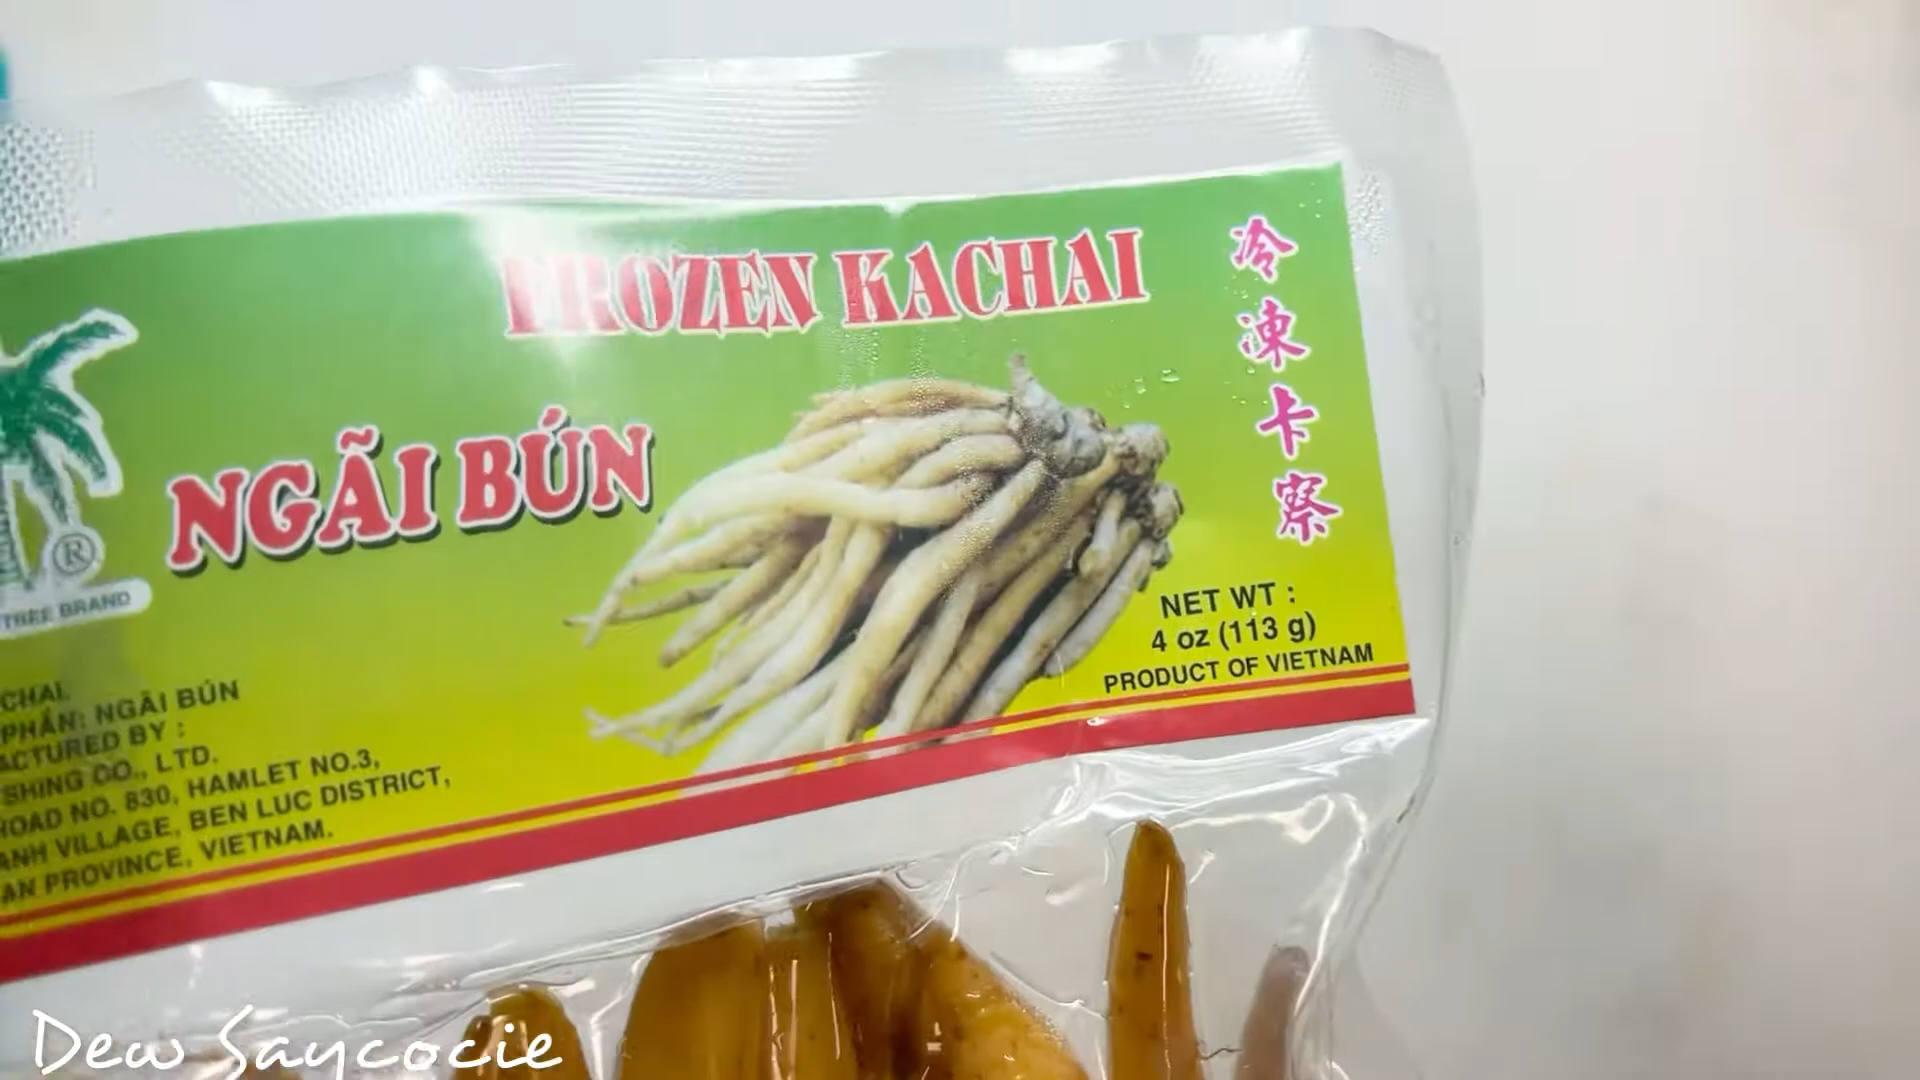 FROZEN KACHAI
冷凍卡察
NGÃI BÚN
®
TREE BRAND
NET WT :
4 oz (113 g)
PRODUCT OF VIETNAM
CHAI.
PHẦN: NGÃI BÚN
ACTURED BY :
SHING CO., LTD.
ROAD NO. 830, HAMLET NO.3,
ANH VILLAGE, BEN LUC DISTRICT,
AN PROVINCE, VIETNAM.
Dew Saycocie